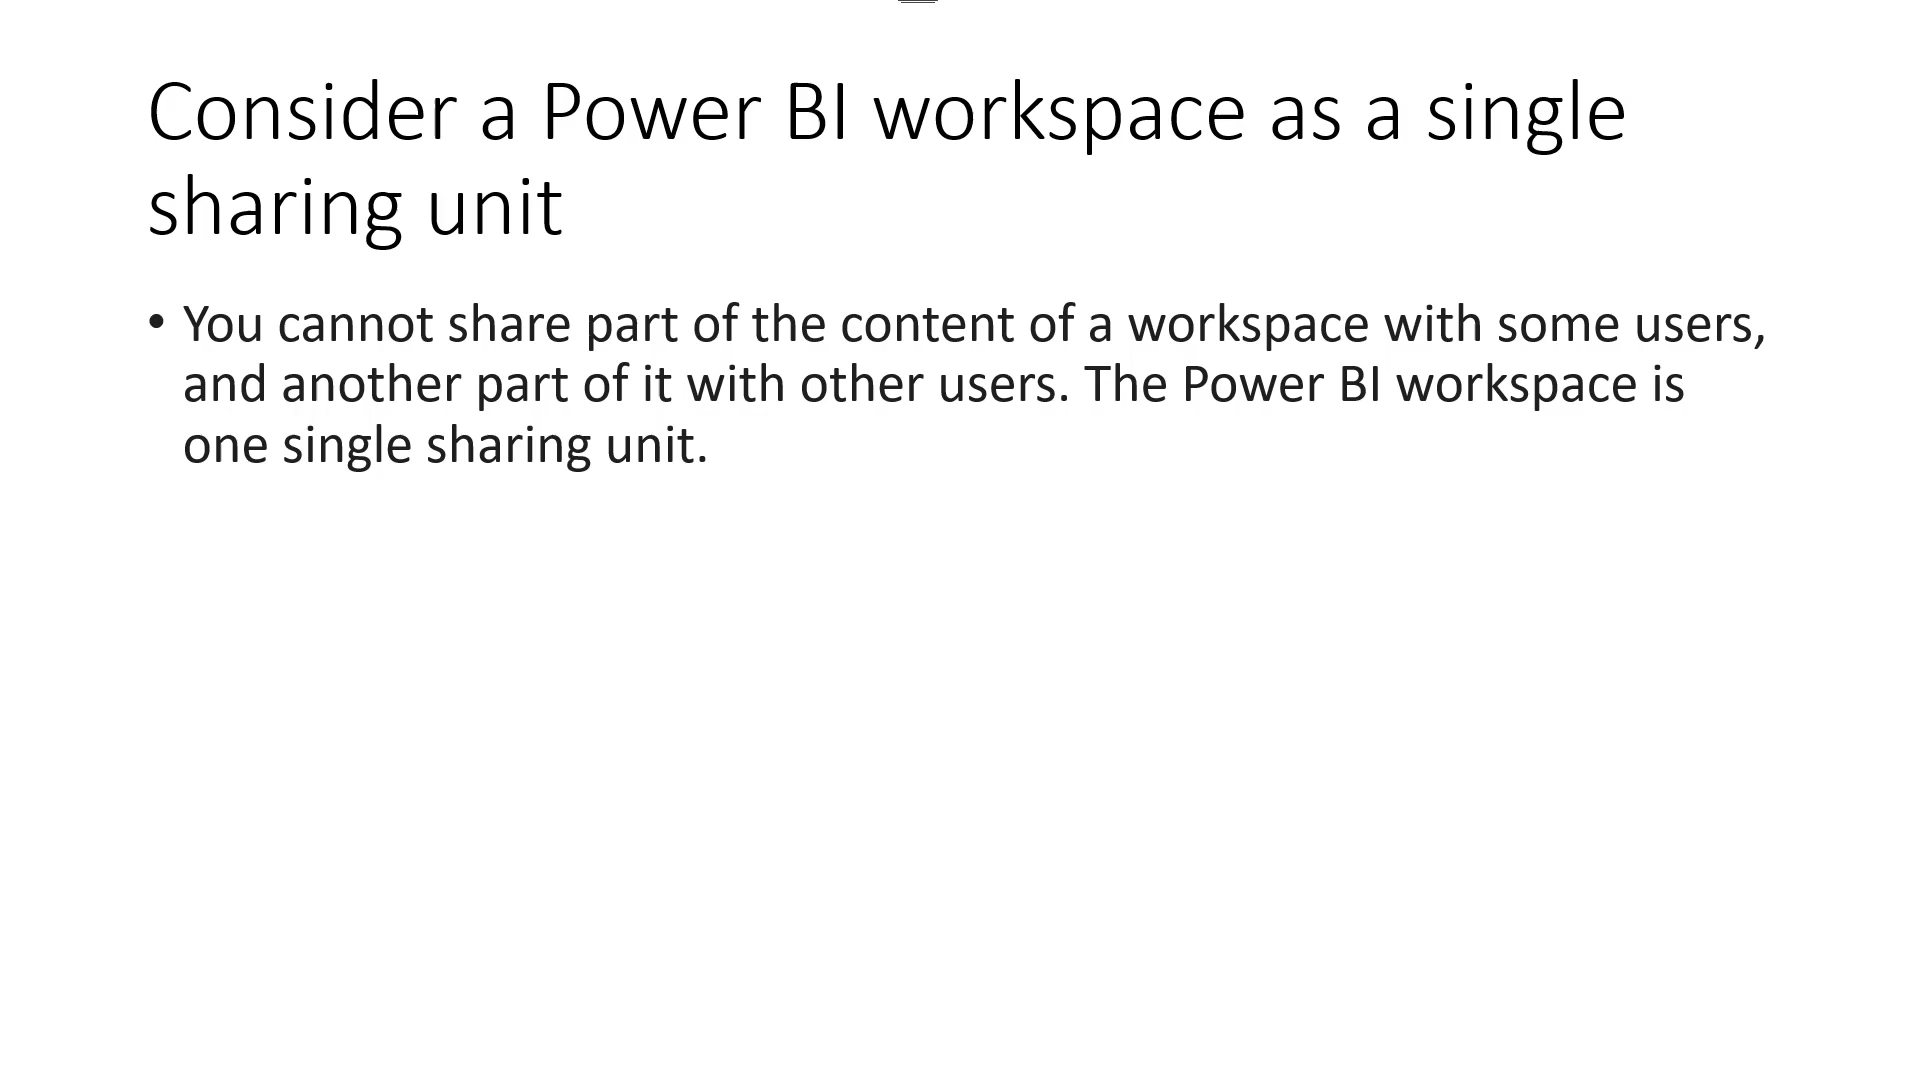 Consider a Power BI workspace as a single
sharing unit
• You cannot share part of the content of a workspace with some users,
and another part of it with other users. The Power BI workspace is
one single sharing unit.